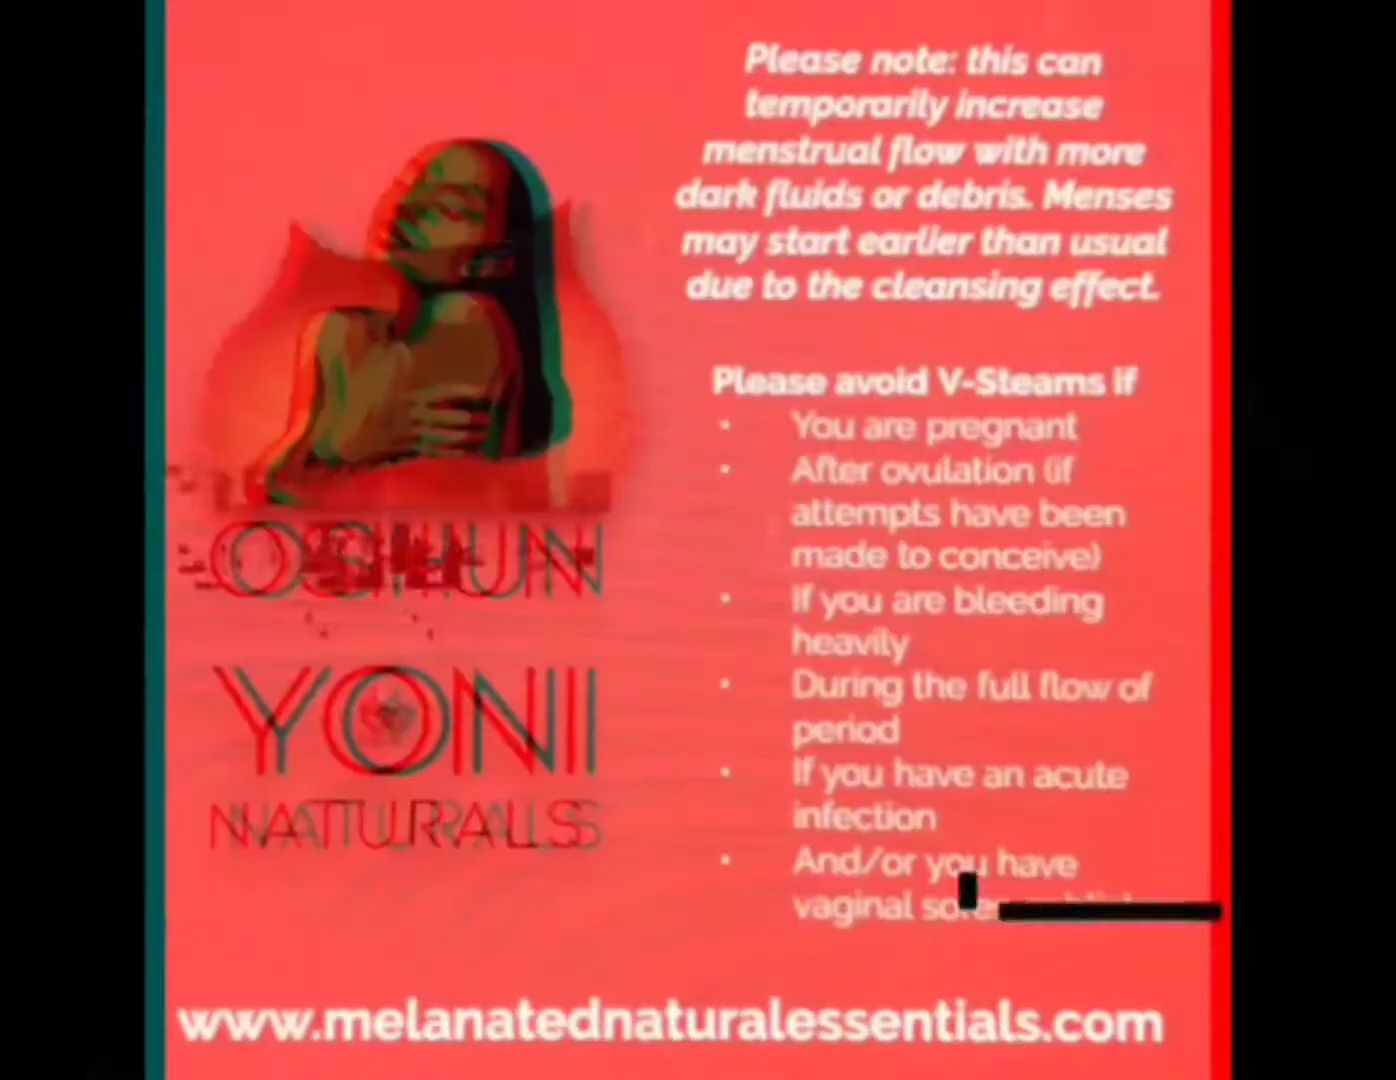 Please note: this can
temporarily increase
menstrual flow with more
dark fluids or debris. Menses
may start earlier than usual
due to the cleansing effect.
Please avoid V-Steams if
• You are pregnant
• After ovulation (if
attempts have been
made to conceive)
• If you are bleeding
heavily
• During the full flow of
period
• If you have an acute
infection
• And/or you have
vaginal
OSHUN
YONI
NATURALS
www.melanatednaturalessentials.com